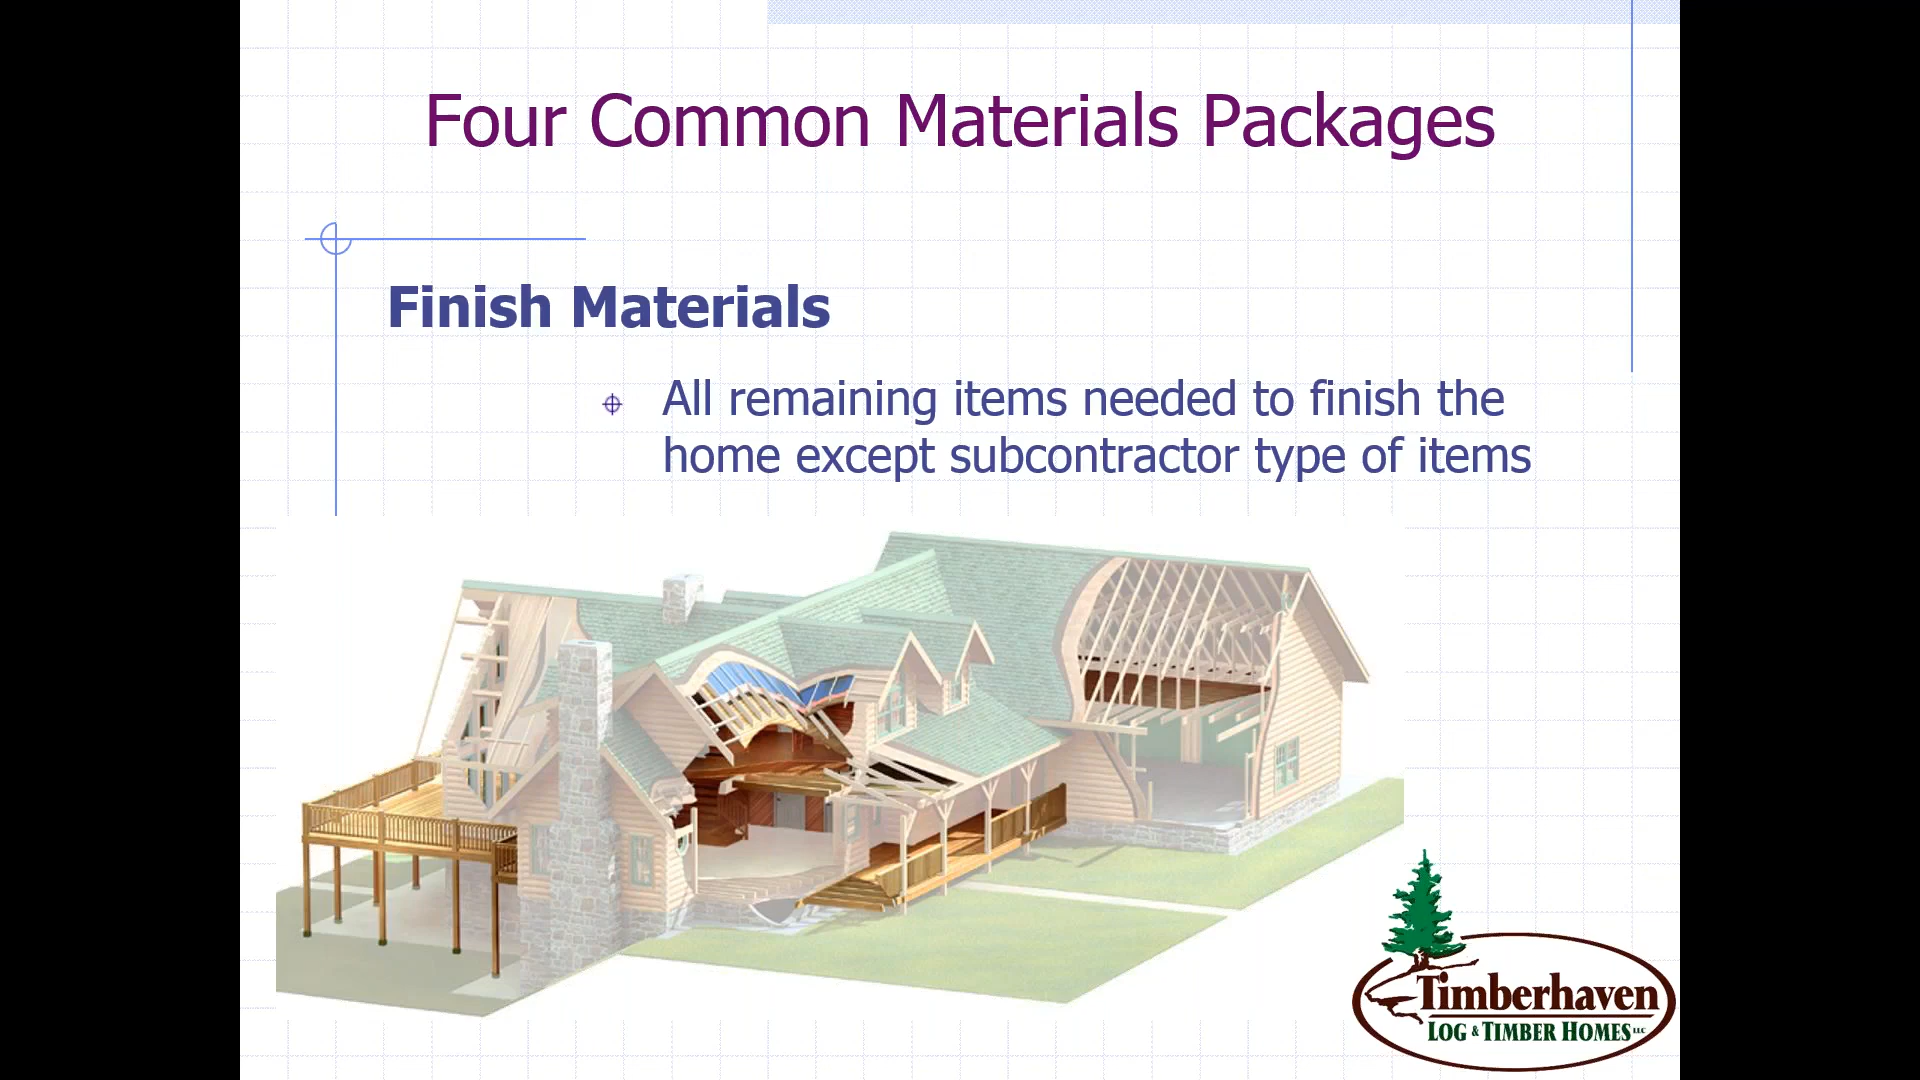 Four Common Materials Packages
Finish Materials
All remaining items needed to finish the
home except subcontractor type of items
Timberhaven
LOG & TIMBER HOMES LLC